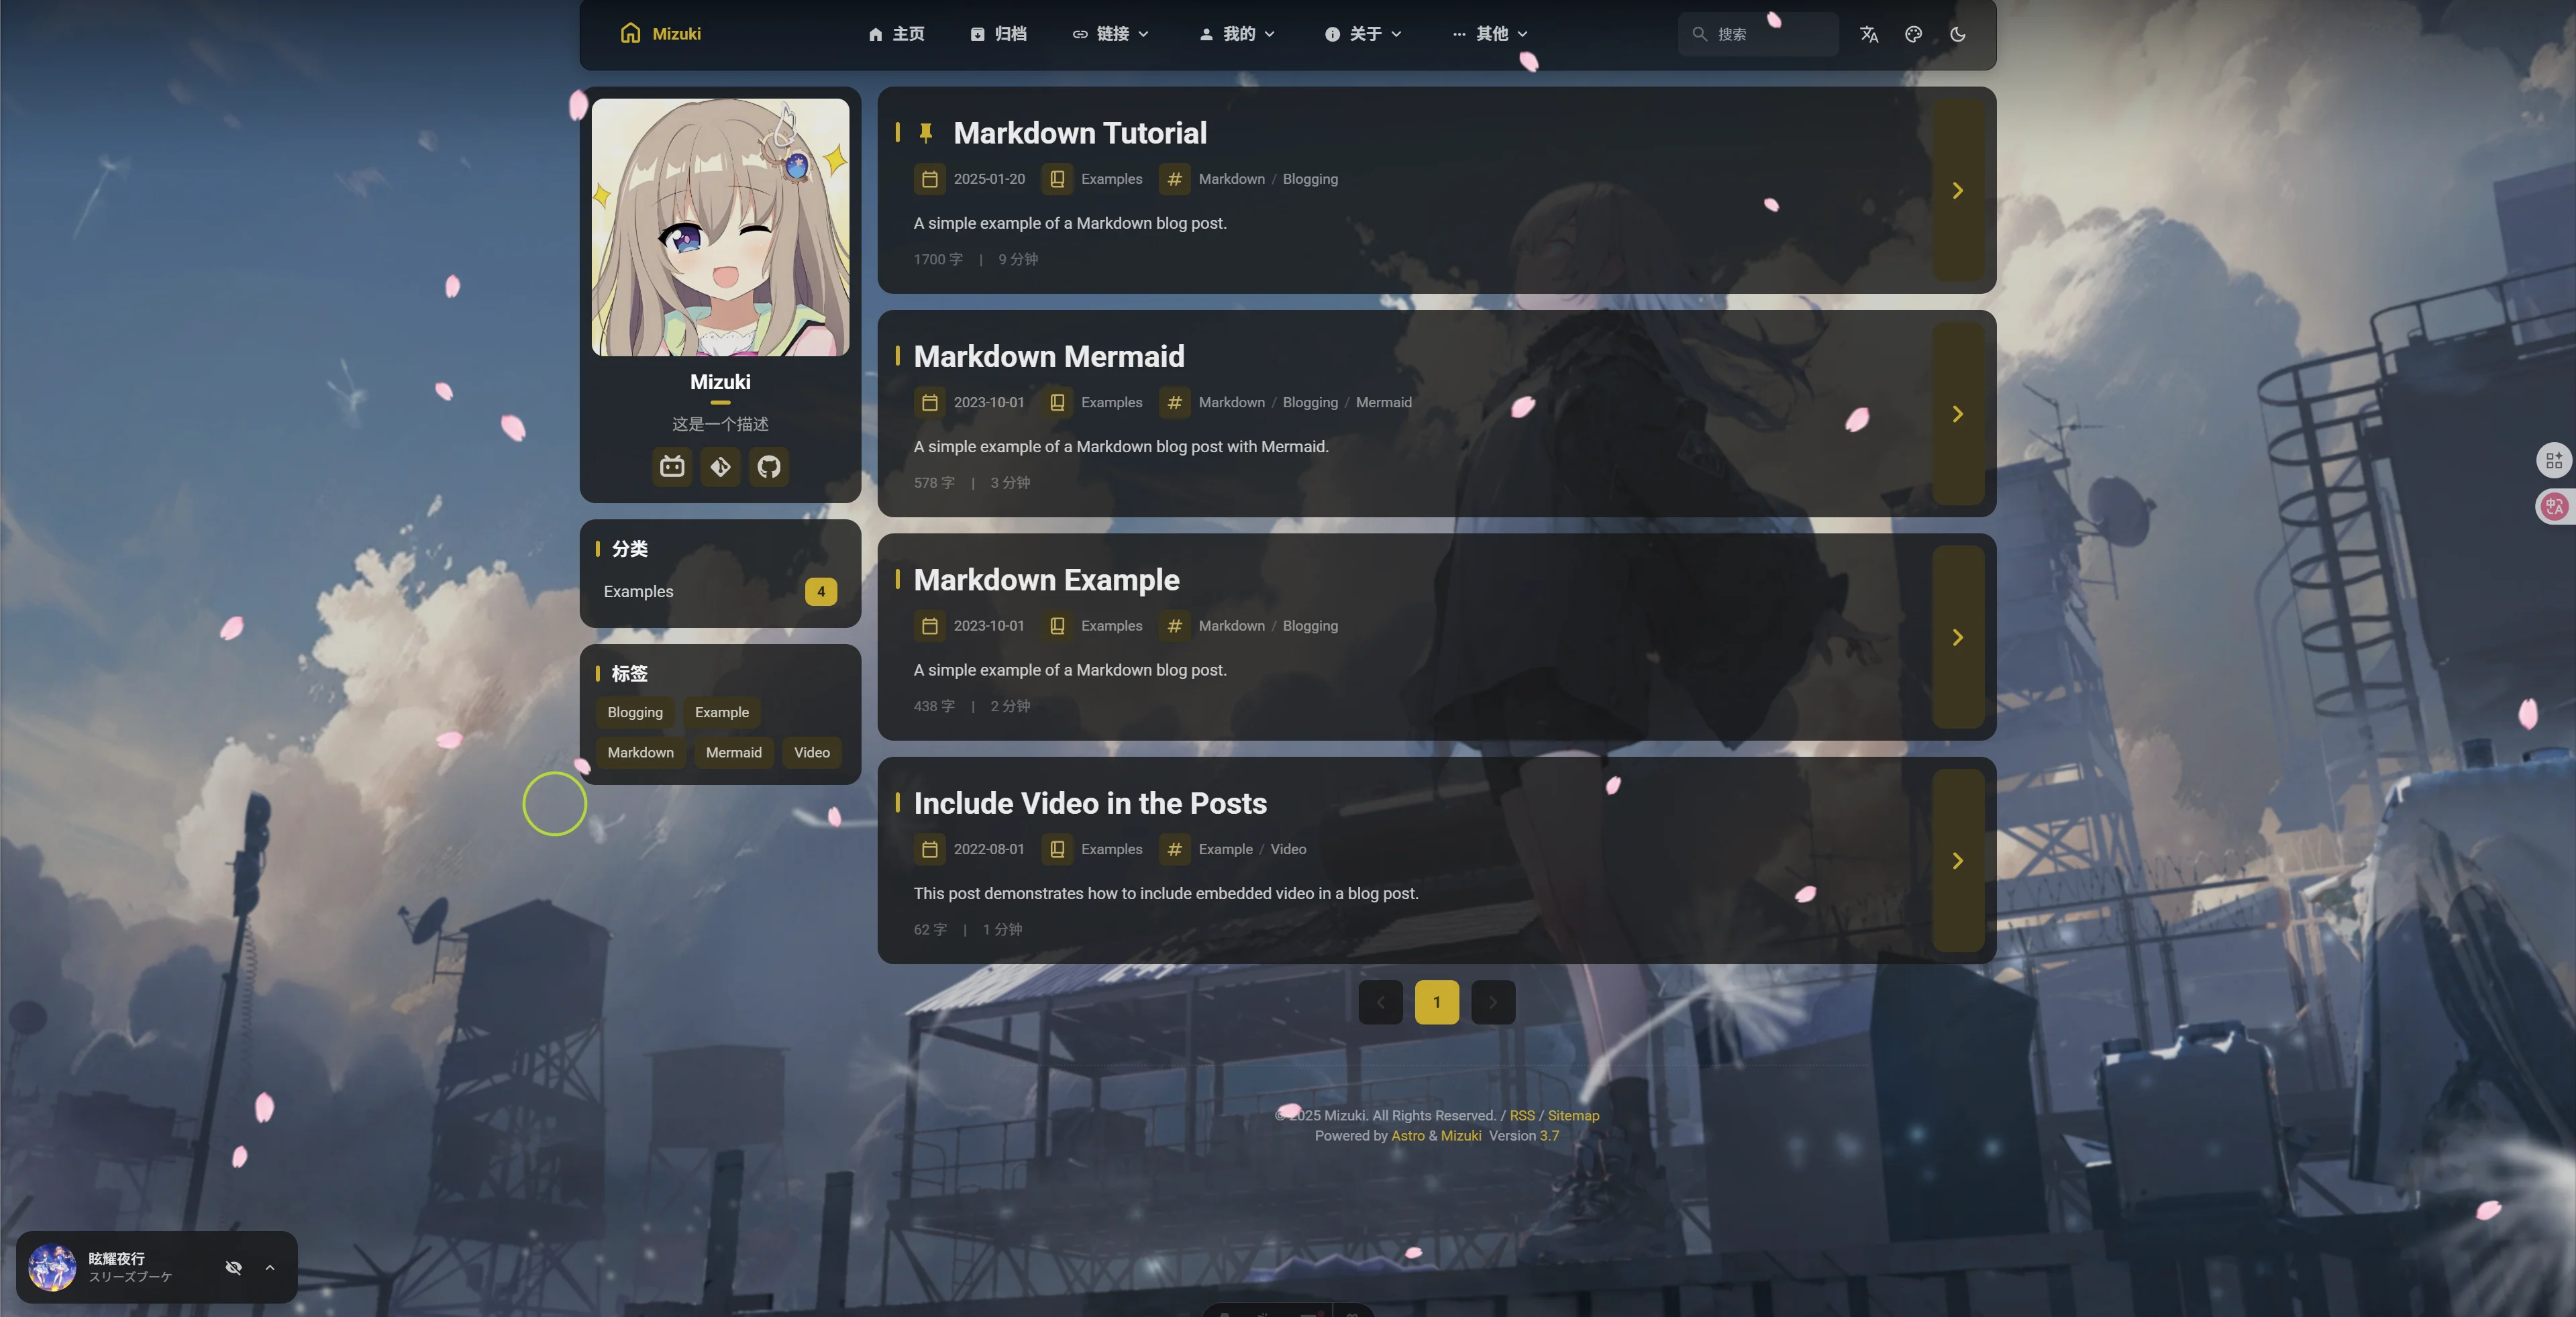 Mizuki
主页
归档
链接
我的
关于
其他
搜索
Mizuki
这是一个描述
分类
Examples 4
标签
Blogging Example
Markdown Mermaid Video
Markdown Tutorial
2025-01-20 Examples # Markdown / Blogging
A simple example of a Markdown blog post.
1700 字 | 9 分钟
Markdown Mermaid
2023-10-01 Examples # Markdown / Blogging / Mermaid
A simple example of a Markdown blog post with Mermaid.
578 字 | 3 分钟
Markdown Example
2023-10-01 Examples # Markdown / Blogging
A simple example of a Markdown blog post.
438 字 | 2 分钟
Include Video in the Posts
2022-08-01 Examples # Example / Video
This post demonstrates how to include embedded video in a blog post.
62 字 | 1 分钟
1
© 2025 Mizuki. All Rights Reserved. / RSS / Sitemap
Powered by Astro & Mizuki Version 3.7
眩耀夜行
スリーズブーケ